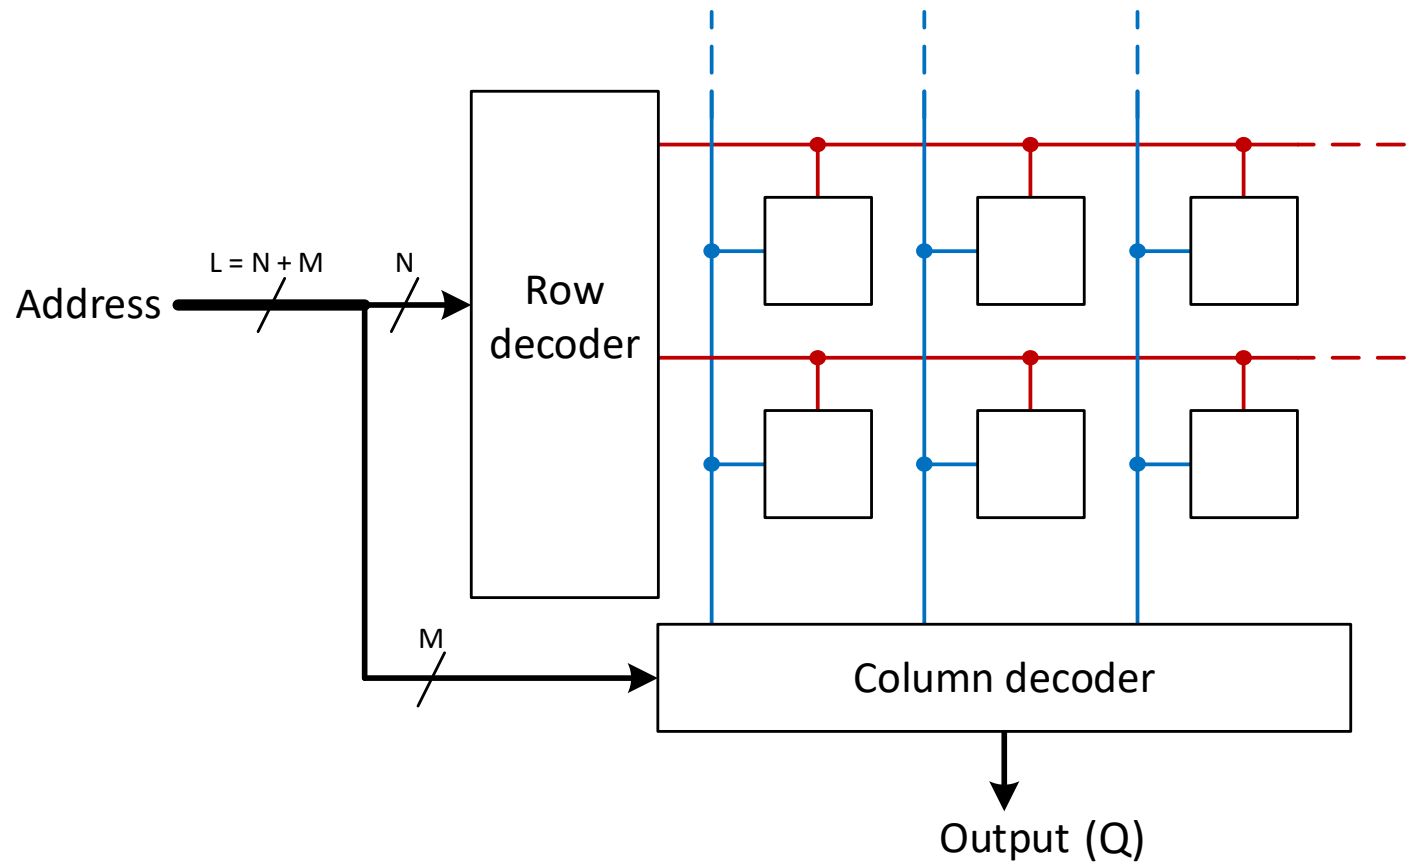 L = N + M
N
Address
Row
decoder
M
Column decoder
Output (Q)